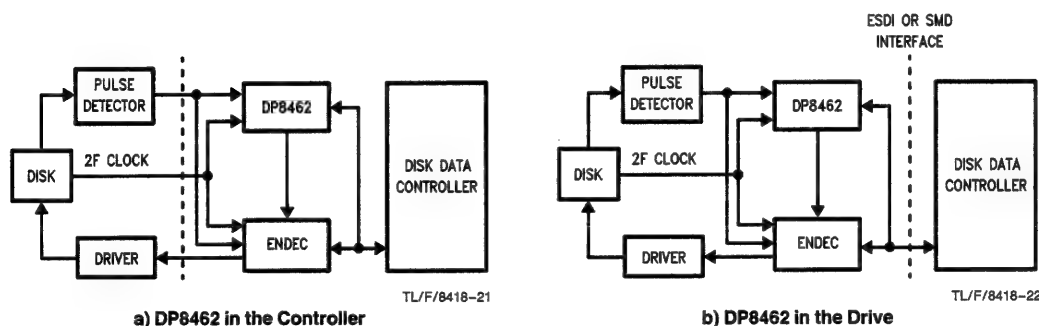 PULSE
DETECTOR
DP8462
2F CLOCK
DISK
DISK DATA
CONTROLLER
ENDEC
DRIVER
TL/F/8418-21
a) DP8462 in the Controller
ESDI OR SMD
INTERFACE
PULSE
DETECTOR
DP8462
2F CLOCK
DISK
DISK DATA
CONTROLLER
ENDEC
DRIVER
TL/F/8418-22
b) DP8462 in the Drive